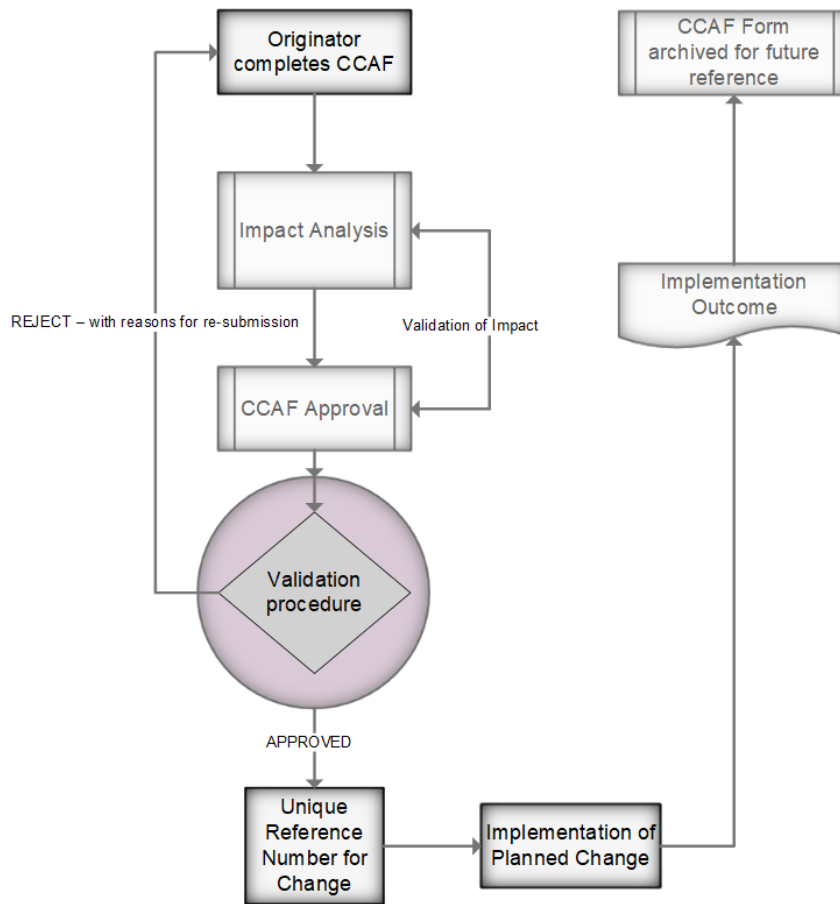 Originator
completes CCAF
CCAF Form
archived for future
reference
Impact Analysis
REJECT – with reasons for re-submission
Validation of Impact
Implementation
Outcome
CCAF Approval
Validation
procedure
APPROVED
Unique
Reference
Number for
Change
Implementation of
Planned Change